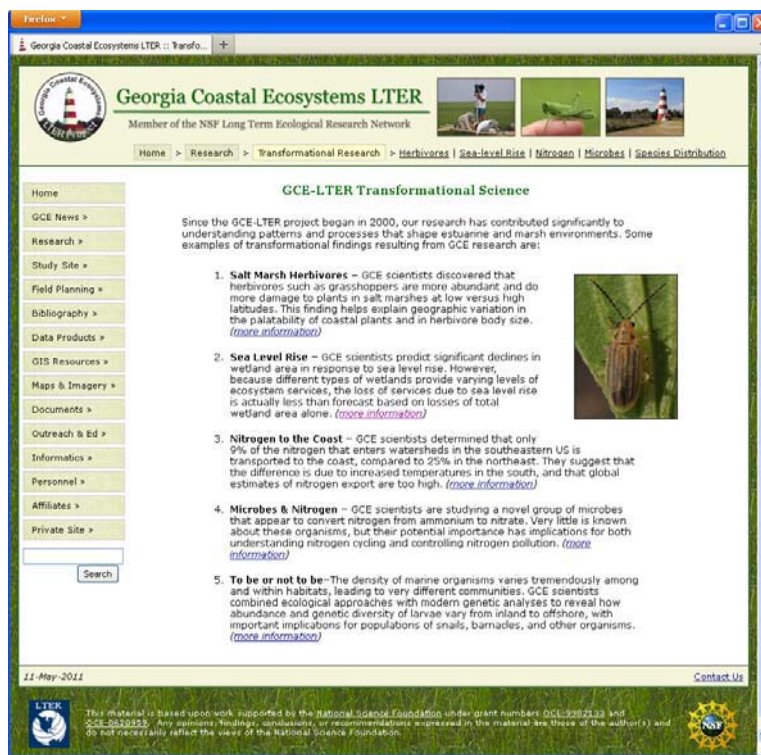 Firefox
Georgia Coastal Ecosystems LTER :: Transfo...
Georgia Coastal Ecosystems
LTER Project
Georgia Coastal Ecosystems LTER
Member of the NSF Long Term Ecological Research Network
Home > Research > Transformational Research > Herbivores | Sea-level Rise | Nitrogen | Microbes | Species Distribution
Home
GCE News »
Research »
Study Site »
Field Planning »
Bibliography »
Data Products »
GIS Resources »
Maps & Imagery »
Documents »
Outreach & Ed »
Informatics »
Personnel »
Affiliates »
Private Site »
Search
GCE-LTER Transformational Science
Since the GCE-LTER project began in 2000, our research has contributed significantly to
understanding patterns and processes that shape estuarine and marsh environments. Some
examples of transformational findings resulting from GCE research are:
1. Salt Marsh Herbivores – GCE scientists discovered that
herbivores such as grasshoppers are more abundant and do
more damage to plants in salt marshes at low versus high
latitudes. This finding helps explain geographic variation in
the palatability of coastal plants and in herbivore body size.
(more information)
2. Sea Level Rise – GCE scientists predict significant declines in
wetland area in response to sea level rise. However,
because different types of wetlands provide varying levels of
ecosystem services, the loss of services due to sea level rise
is actually less than forecast based on losses of total
wetland area alone. (more information)
3. Nitrogen to the Coast – GCE scientists determined that only
9% of the nitrogen that enters watersheds in the southeastern US is
transported to the coast, compared to 25% in the northeast. They suggest that
the difference is due to increased temperatures in the south, and that global
estimates of nitrogen export are too high. (more information)
4. Microbes & Nitrogen – GCE scientists are studying a novel group of microbes
that appear to convert nitrogen from ammonium to nitrate. Very little is known
about these organisms, but their potential importance has implications for both
understanding nitrogen cycling and controlling nitrogen pollution. (more
information)
5. To be or not to be–The density of marine organisms varies tremendously among
and within habitats, leading to very different communities. GCE scientists
combined ecological approaches with modern genetic analyses to reveal how
abundance and genetic diversity of larvae vary from inland to offshore, with
important implications for populations of snails, barnacles, and other organisms.
(more information)
11-May-2011
Contact Us
LTER
This material is based upon work supported by the National Science Foundation under grant numbers OCE-9982133 and
OCE-0620959. Any opinions, findings, conclusions, or recommendations expressed in the material are those of the author(s) and
do not necessarily reflect the views of the National Science Foundation.
NSF